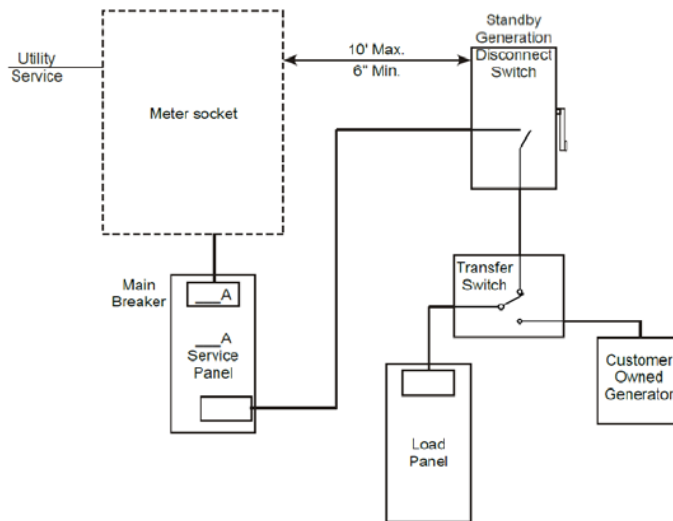 Utility
Service
Meter socket
10' Max.
6" Min.
Standby
Generation
Disconnect
Switch
Main
Breaker
___A
___A
Service
Panel
Transfer
Switch
Load
Panel
Customer
Owned
Generator